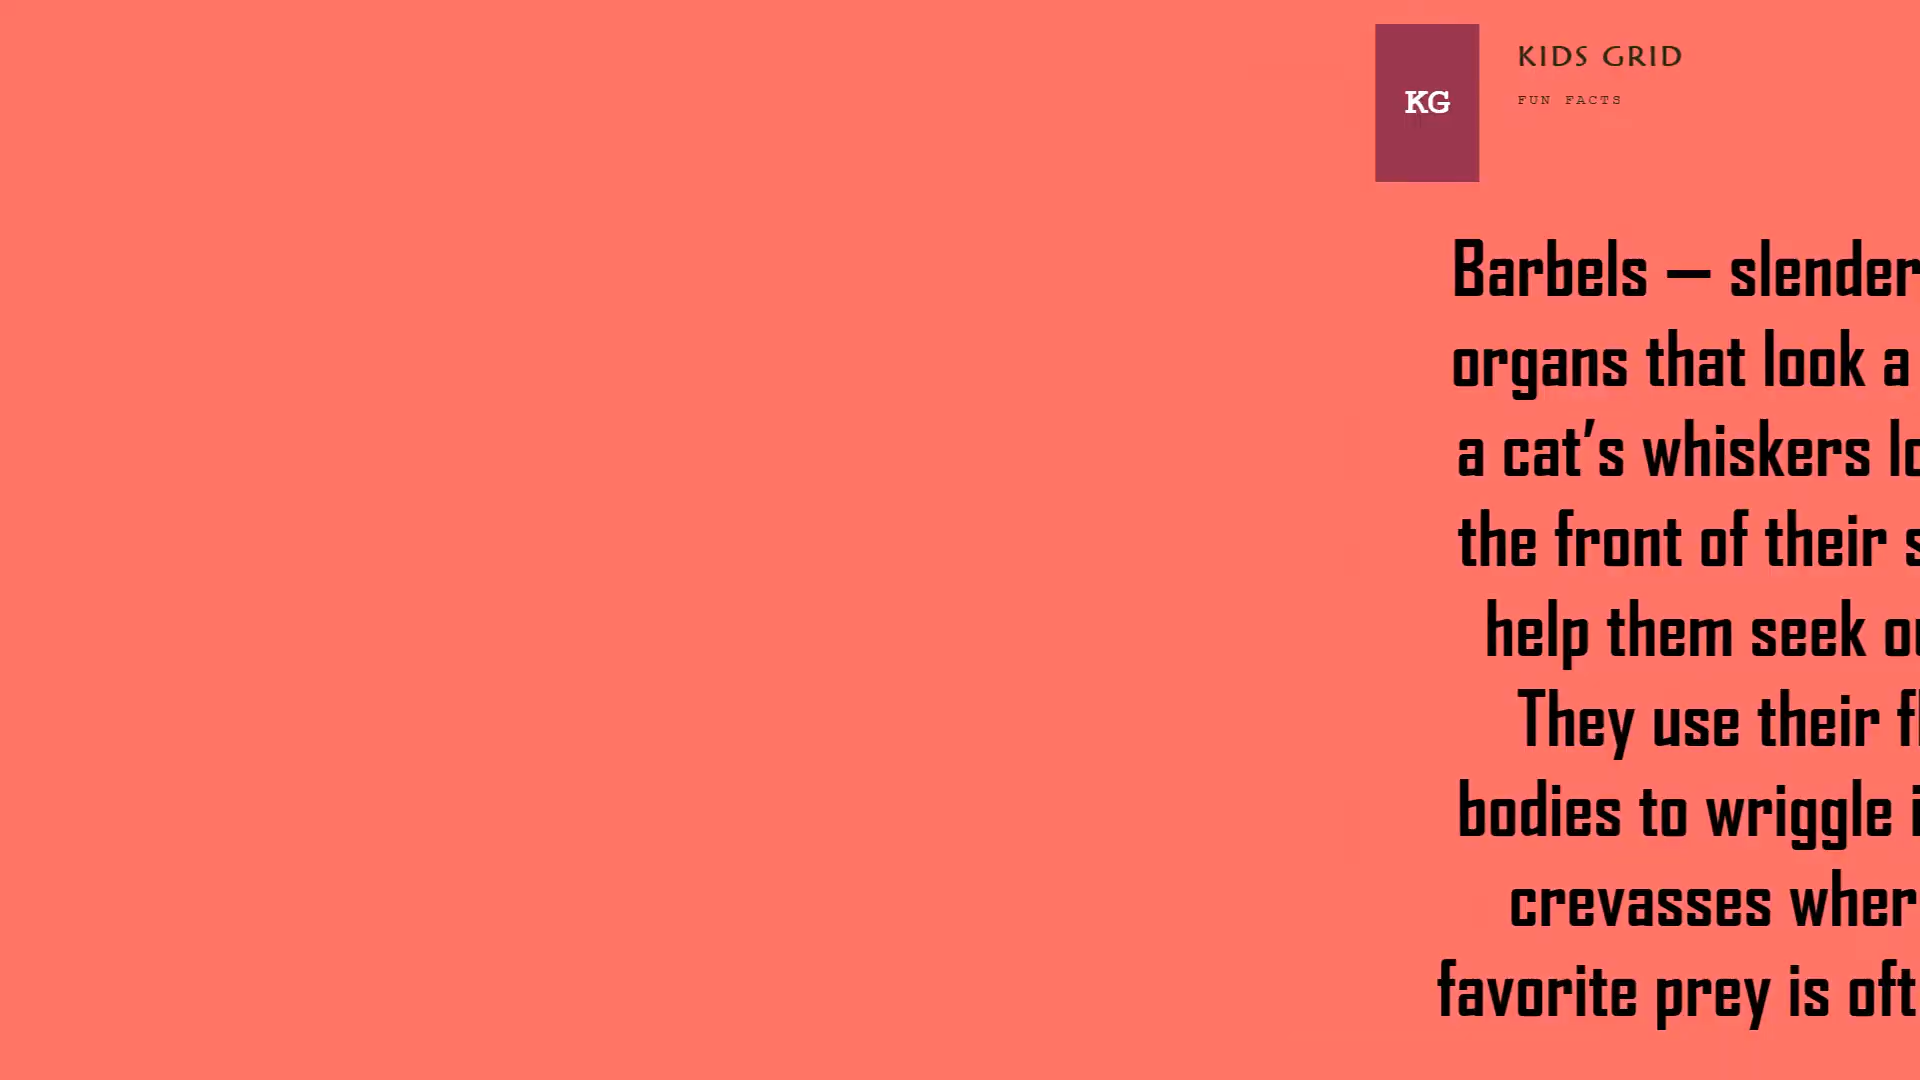 KG
KIDS GRID
FUN FACTS
Barbels — slender
organs that look a
a cat’s whiskers
the front of their
help them seek
They use their
bodies to wriggle
crevasses
favorite prey is